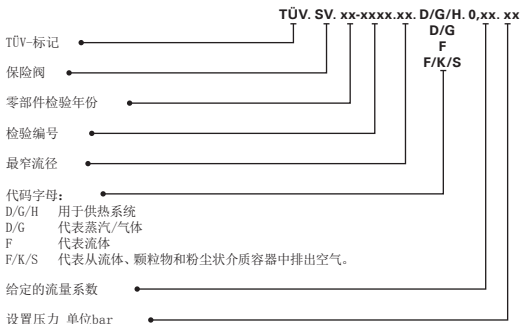 TÜV. SV. xx-xxxx.xx. D/G/H. 0,xx. xx
D/G
F
F/K/S
TÜV-标记
保险阀
零部件检验年份
检验编号
最窄流径
代码字母:
D/G/H 用于供热系统
D/G 代表蒸汽/气体
F 代表流体
F/K/S 代表从流体、颗粒物和粉尘状介质容器中排出空气。
给定的流量系数
设置压力 单位bar